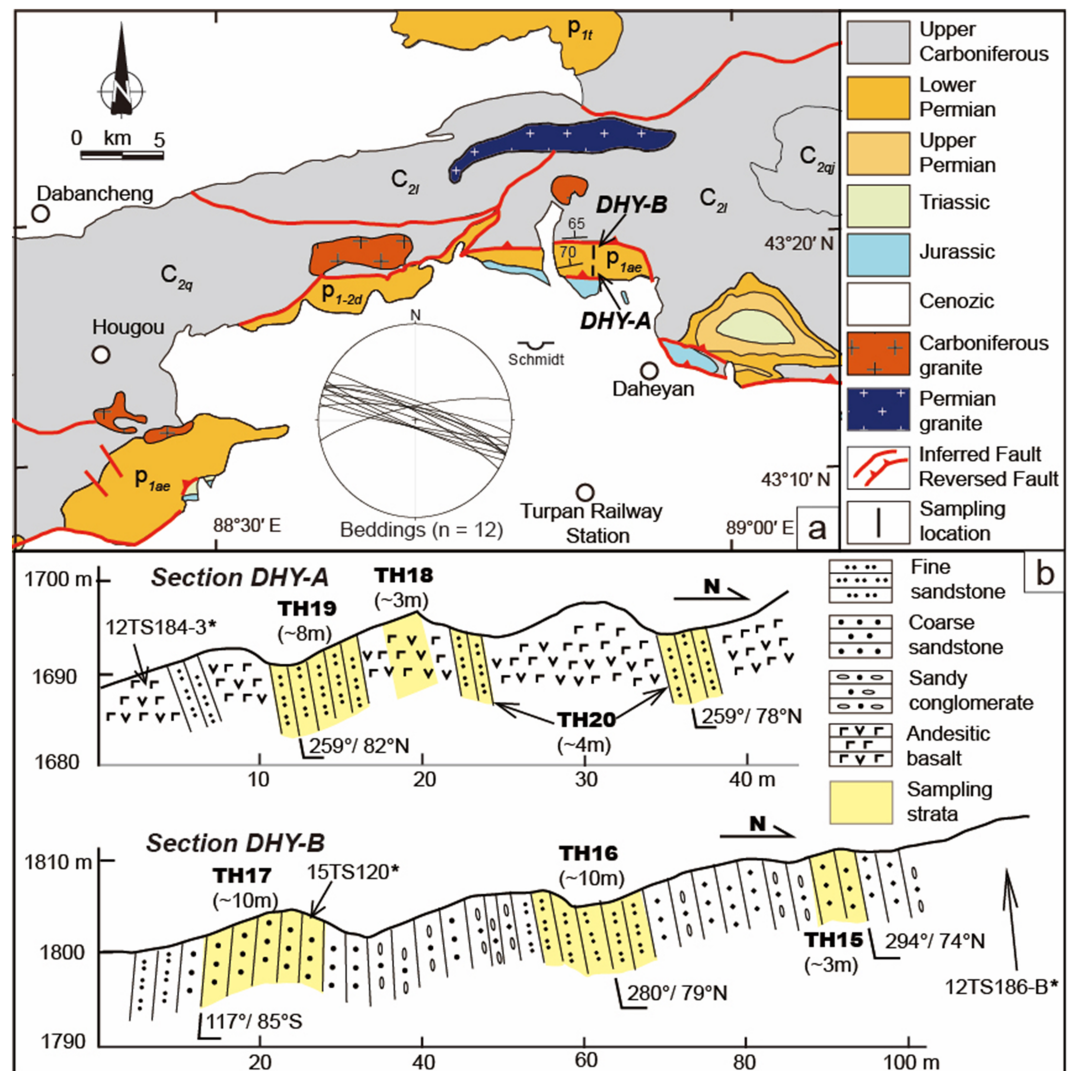 P1t
Upper
Carboniferous
Lower
Permian
Upper
Permian
Triassic
Jurassic
Cenozic
Carboniferous
granite
Permian
granite
Inferred Fault
Reversed Fault
Sampling
location
N
0 km 5
Dabancheng
C2l
C2l
C2qj
DHY-B
65
70
P1ae
43°20′ N
C2q
P1-2d
DHY-A
Hougou
N
Schmidt
Daheyan
P1ae
43°10′ N
Turpan Railway
Station
88°30′ E
Beddings (n = 12)
89°00′ E
a
b
1700 m
Section DHY-A
TH18
(~3m)
N
TH19
(~8m)
12TS184-3*
1690
TH20
(~4m)
259°/ 82°N
259°/ 78°N
1680
10
20
30
40 m
Fine
sandstone
Coarse
sandstone
Sandy
conglomerate
Andesitic
basalt
Sampling
strata
Section DHY-B
N
1810 m
TH17
(~10m)
15TS120*
TH16
(~10m)
1800
TH15
(~3m)
294°/ 74°N
12TS186-B*
280°/ 79°N
117°/ 85°S
1790
20
40
60
80
100 m